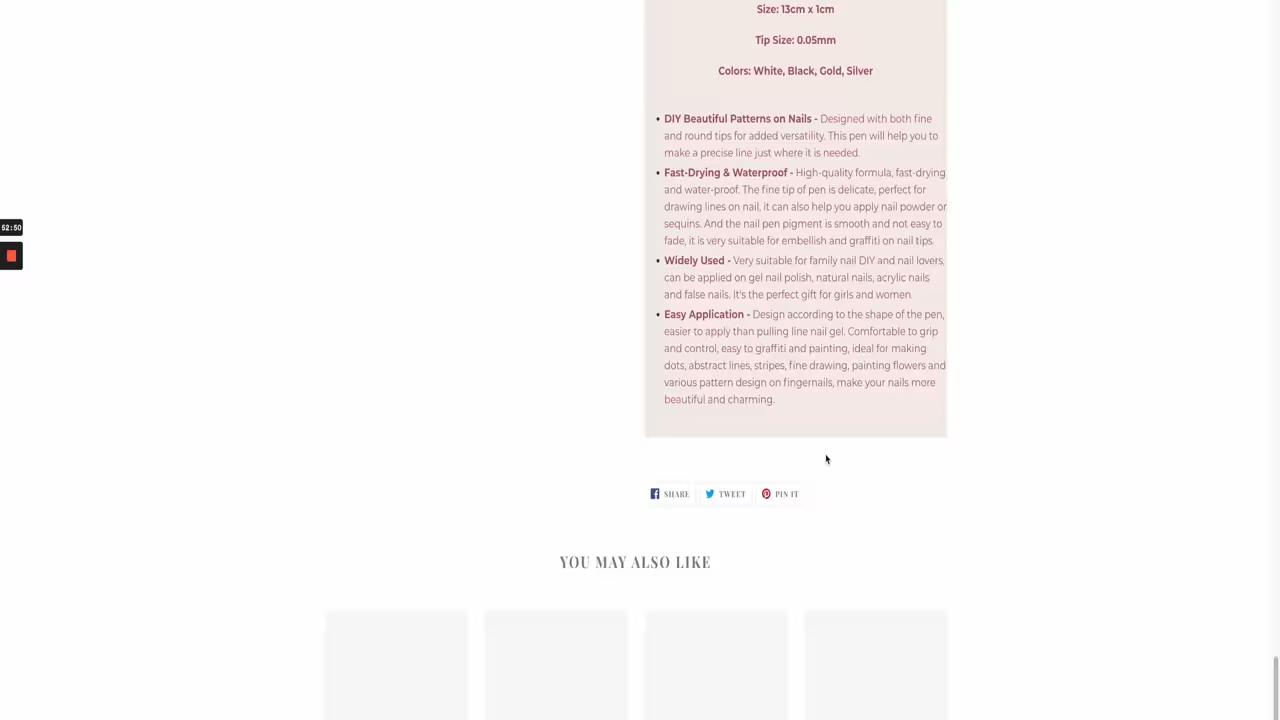 Size: 13cm x 1cm
Tip Size: 0.05mm
Colors: White, Black, Gold, Silver
• DIY Beautiful Patterns on Nails - Designed with both fine
and round tips for added versatility. This pen will help you to
make a precise line just where it is needed.
• Fast-Drying & Waterproof - High-quality formula, fast-drying
and water-proof. The fine tip of pen is delicate, perfect for
drawing lines on nail, it can also help you apply nail powder or
sequins. And the nail pen pigment is smooth and not easy to
fade, it is very suitable for embellish and graffiti on nail tips.
• Widely Used - Very suitable for family nail DIY and nail lovers,
can be applied on gel nail polish, natural nails, acrylic nails
and false nails. It's the perfect gift for girls and women.
• Easy Application - Design according to the shape of the pen,
easier to apply than pulling line nail gel. Comfortable to grip
and control, easy to graffiti and painting, ideal for making
dots, abstract lines, stripes, fine drawing, painting flowers and
various pattern design on fingernails, make your nails more
beautiful and charming.
52:50
SHARE TWEET PIN IT
YOU MAY ALSO LIKE